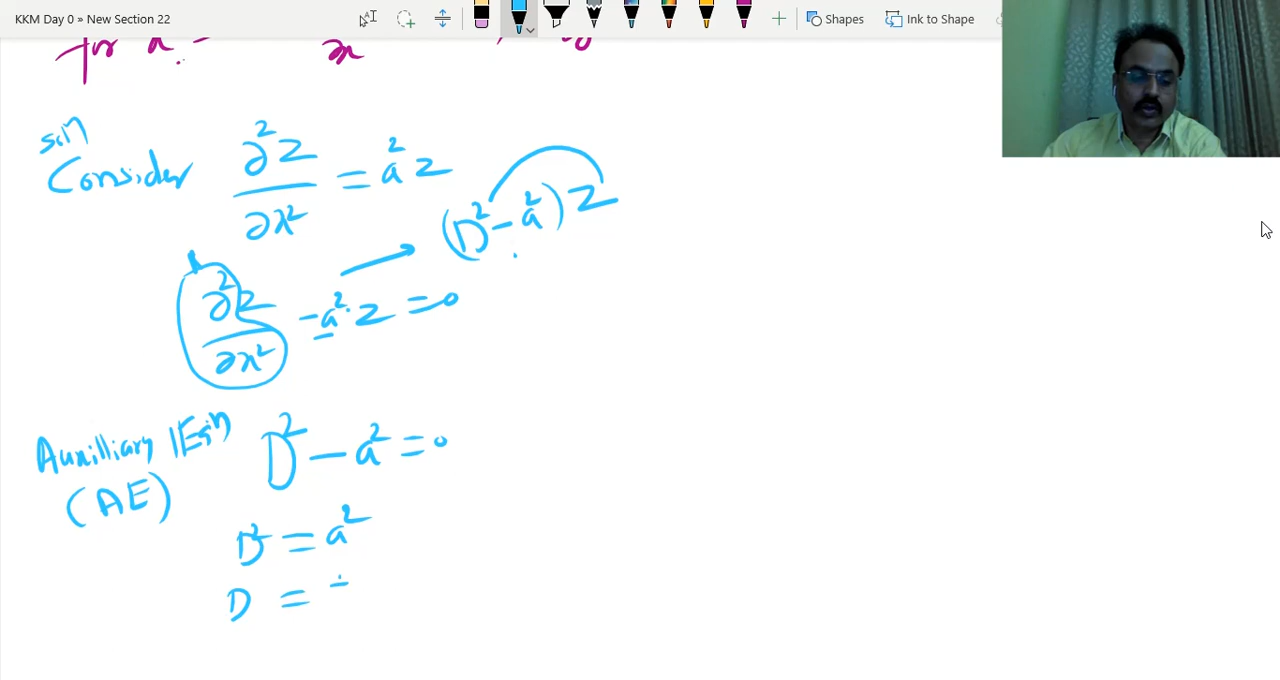 KKM Day 0 » New Section 22
Shapes
Ink to Shape
for x =
∂x
soln
Consider ∂²z/∂x² = a²z
(D² - a²) z
∂²z/∂x² - a² z = 0
Auxilliary Eqn D² - a² = 0
(AE)
D² = a²
D = ±